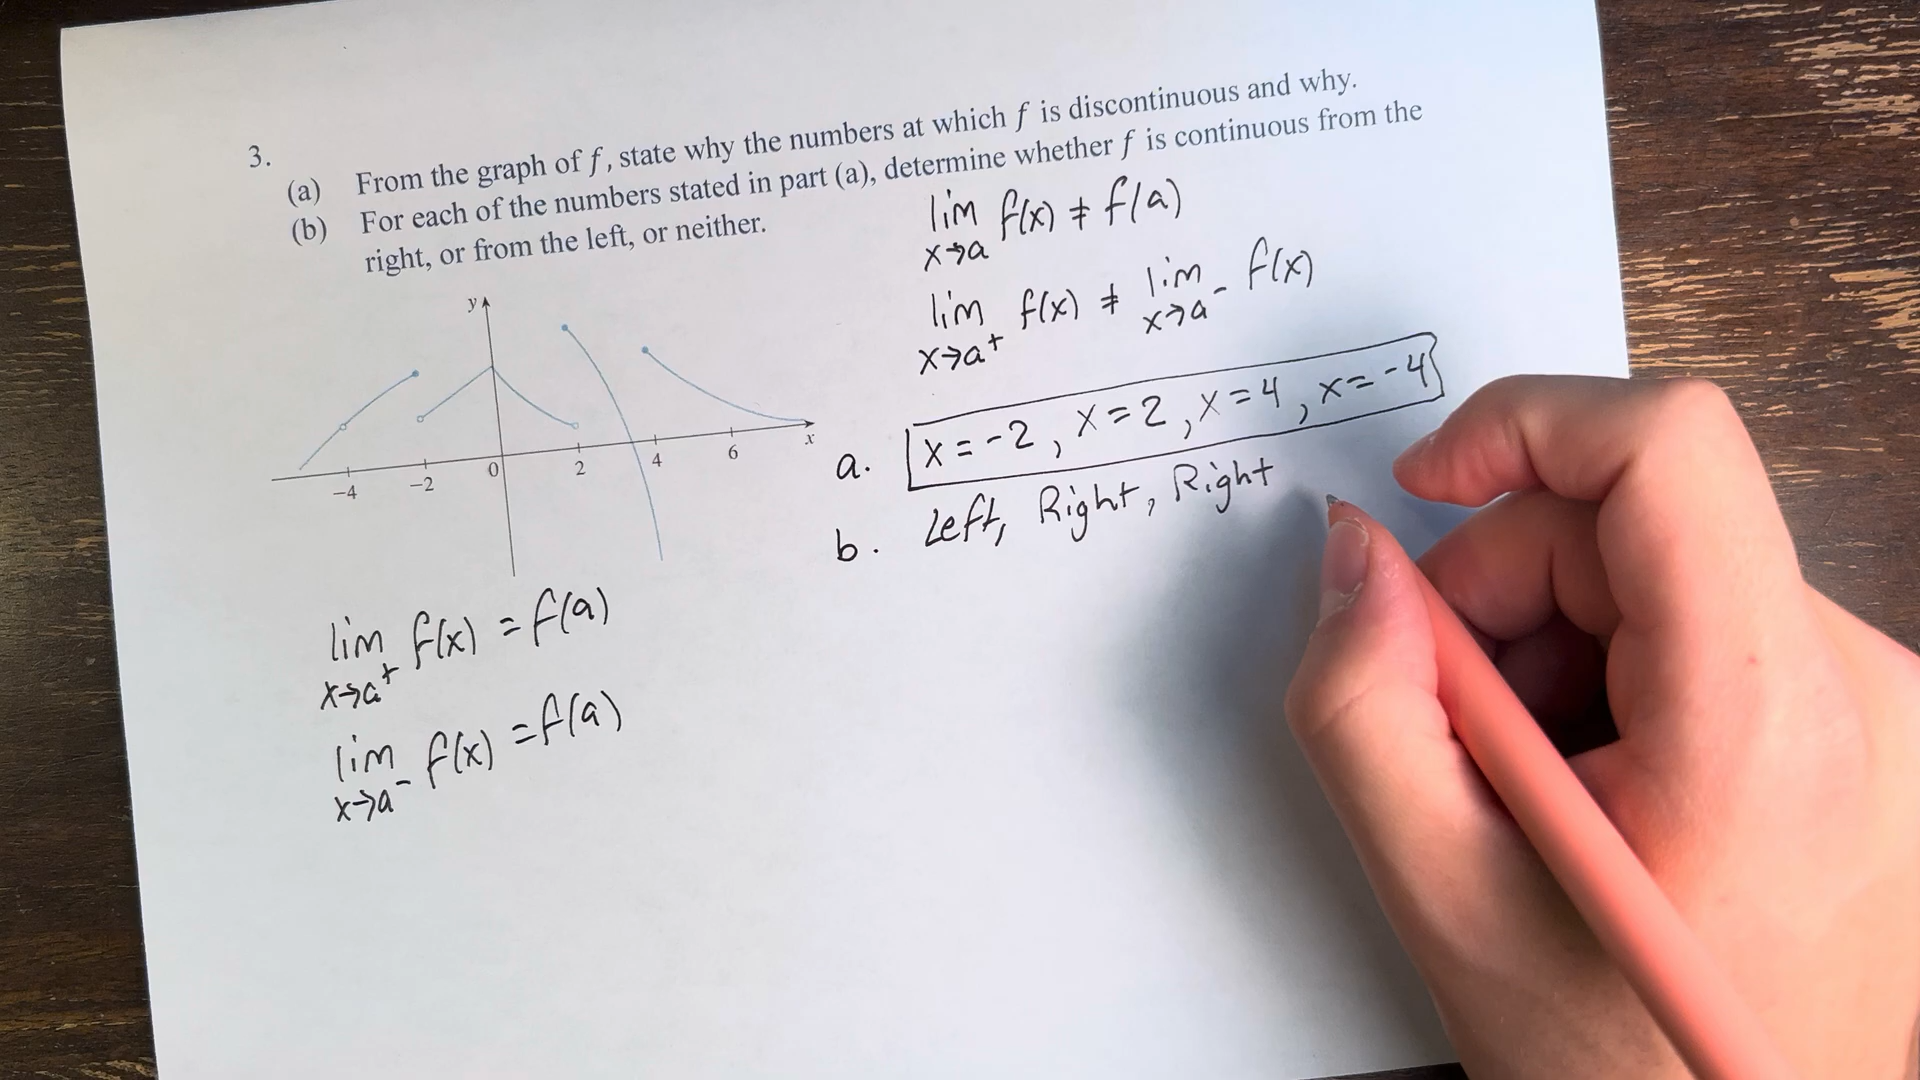 3.
(a) From the graph of f, state why the numbers at which f is discontinuous and why.
(b) For each of the numbers stated in part (a), determine whether f is continuous from the
right, or from the left, or neither.
lim f(x) ≠ f(a)
x→a
lim f(x) ≠ lim f(x)
x→a⁺ x→a⁻
y
x
-4 -2 0 2 4 6
a. x = -2, x = 2, x = 4, x = -4
b. Left, Right, Right
lim f(x) = f(a)
x→a⁺
lim f(x) = f(a)
x→a⁻